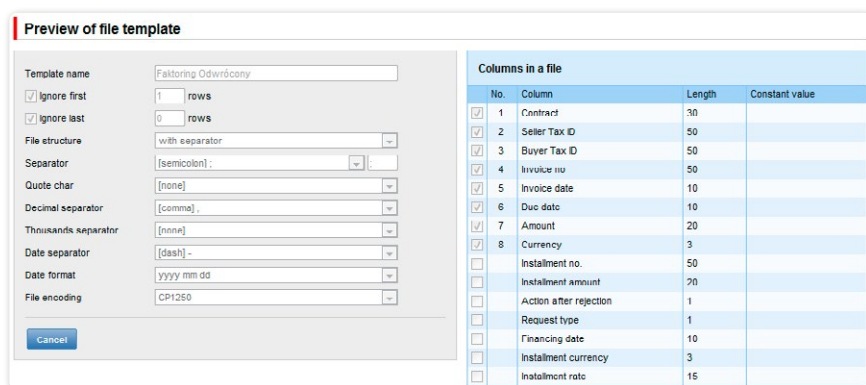 Preview of file template
Template name Faktoring Odwrócony
Ignore first 1 rows
Ignore last 0 rows
File structure with separator
Separator [semicolon] ; ;
Quote char [none]
Decimal separator [comma] ,
Thousands separator [none]
Date separator [dash] -
Date format yyyy mm dd
File encoding CP1250
Cancel
Columns in a file
No. Column Length Constant value
1 Contract 30
2 Seller Tax ID 50
3 Buyer Tax ID 50
4 Invoice no 50
5 Invoice date 10
6 Due date 10
7 Amount 20
8 Currency 3
Installment no. 50
Installment amount 20
Action after rejection 1
Request type 1
Financing date 10
Installment currency 3
Installment rate 15